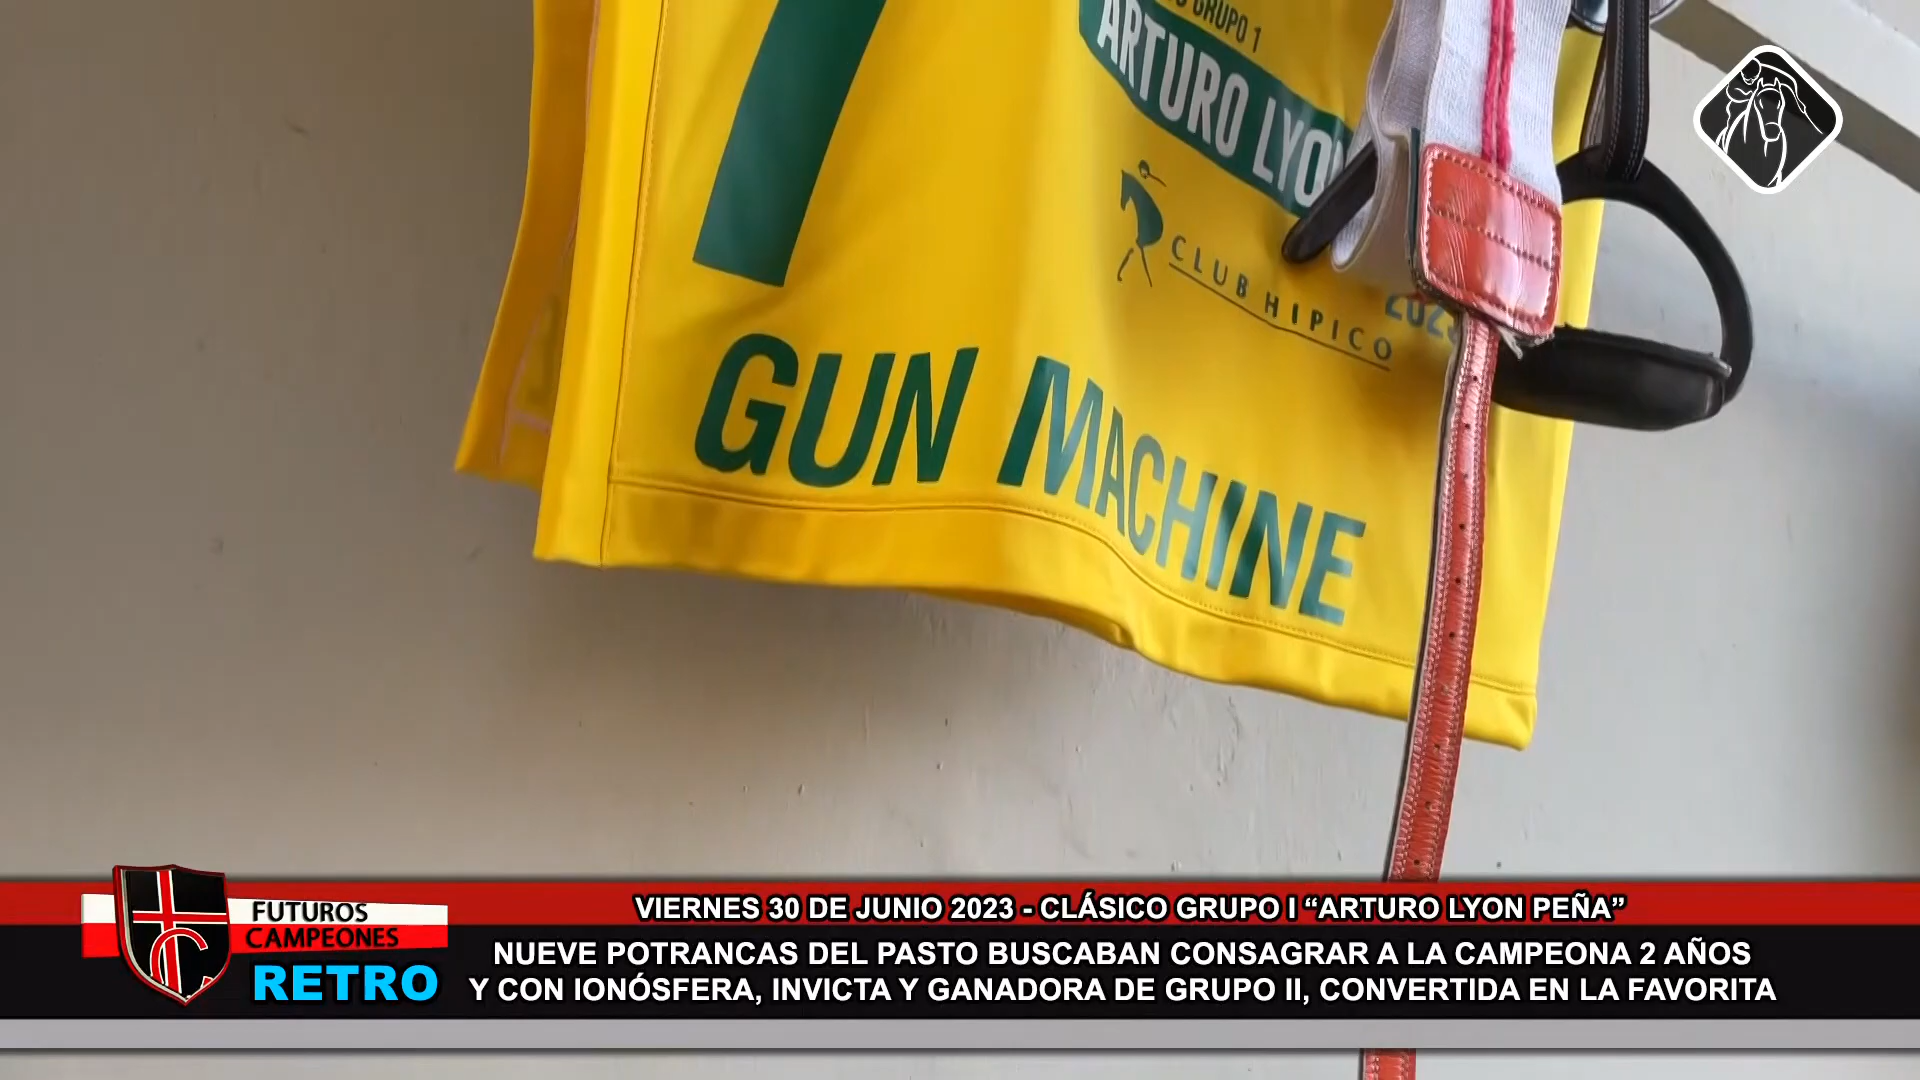 GRUPO 1
ARTURO LYON
CLUB HIPICO
2023
GUN MACHINE
VIERNES 30 DE JUNIO 2023 - CLÁSICO GRUPO I “ARTURO LYON PEÑA”
FUTUROS
CAMPEONES
RETRO
NUEVE POTRANCAS DEL PASTO BUSCABAN CONSAGRAR A LA CAMPEONA 2 AÑOS
Y CON IONÓSFERA, INVICTA Y GANADORA DE GRUPO II, CONVERTIDA EN LA FAVORITA